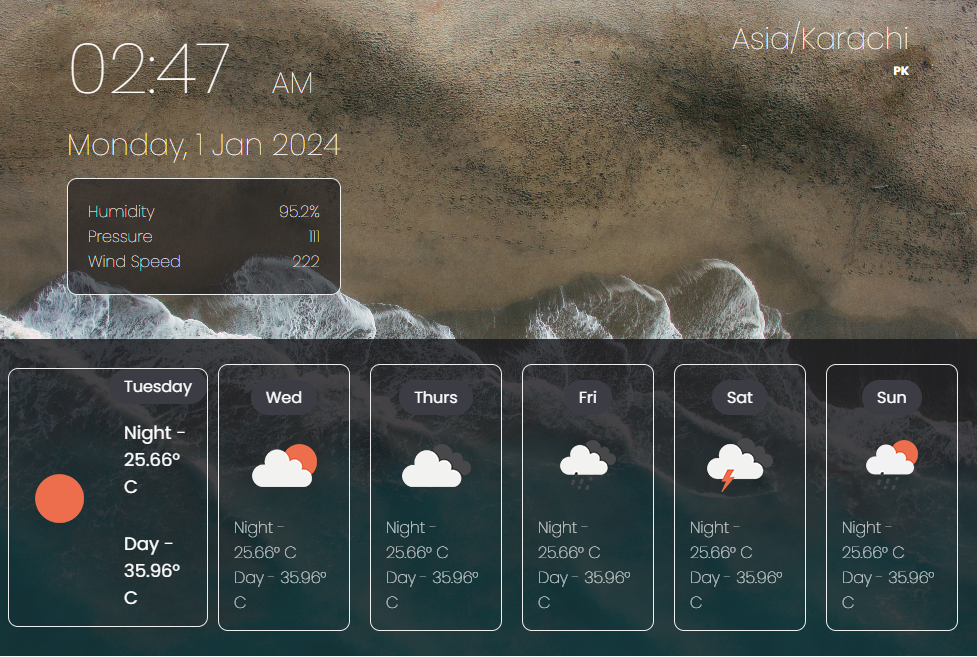 02:47 AM
Asia/Karachi
PK
Monday, 1 Jan 2024
Humidity 95.2%
Pressure 111
Wind Speed 222
Tuesday
Night -
25.66° C
Day -
35.96° C
Wed
Night -
25.66° C
Day - 35.96°
C
Thurs
Night -
25.66° C
Day - 35.96°
C
Fri
Night -
25.66° C
Day - 35.96°
C
Sat
Night -
25.66° C
Day - 35.96°
C
Sun
Night -
25.66° C
Day - 35.96°
C